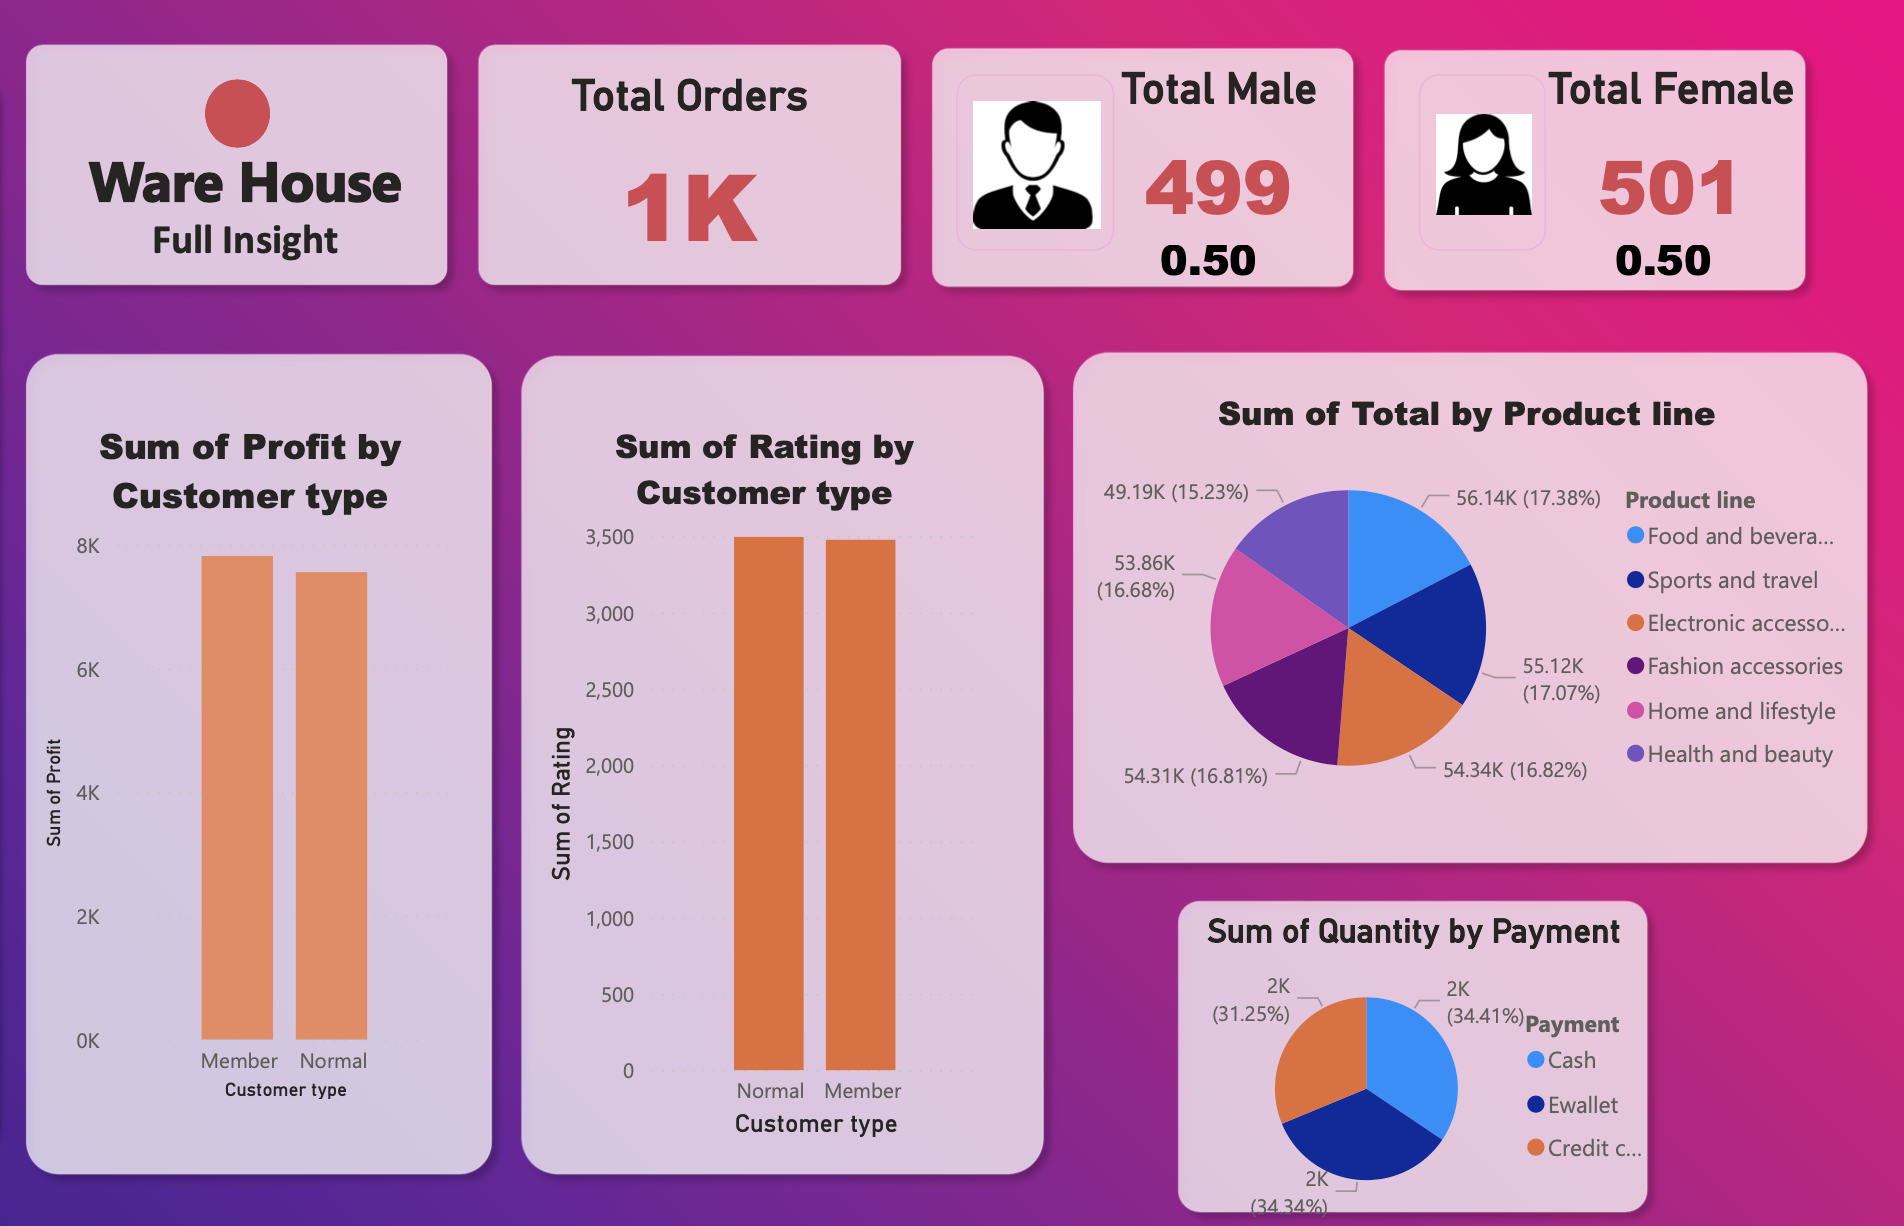 Ware House
Full Insight
Total Orders
1K
Total Male
499
0.50
Total Female
501
0.50
Sum of Profit by
Customer type
8K
6K
4K
2K
0K
Sum of Profit
Member
Normal
Customer type
Sum of Rating by
Customer type
3,500
3,000
2,500
2,000
1,500
1,000
500
0
Sum of Rating
Normal
Member
Customer type
Sum of Total by Product line
49.19K (15.23%)
56.14K (17.38%)
53.86K
(16.68%)
55.12K
(17.07%)
54.31K (16.81%)
54.34K (16.82%)
Product line
Food and bevera...
Sports and travel
Electronic accesso...
Fashion accessories
Home and lifestyle
Health and beauty
Sum of Quantity by Payment
2K
(31.25%)
2K
(34.41%)
2K
(34.34%)
Payment
Cash
Ewallet
Credit c...